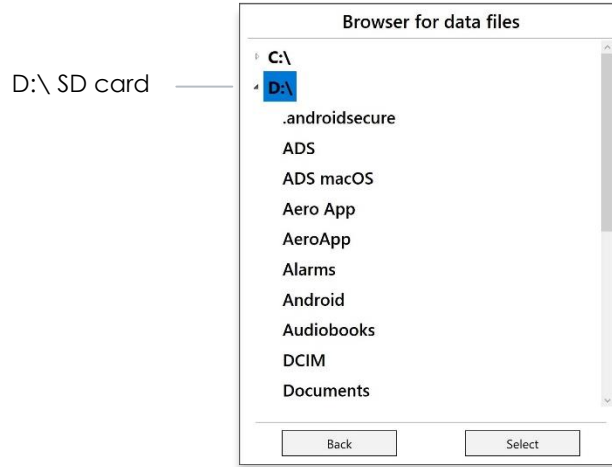 Browser for data files
C:\
D:\ SD card
D:\
.androidsecure
ADS
ADS macOS
Aero App
AeroApp
Alarms
Android
Audiobooks
DCIM
Documents
Back
Select